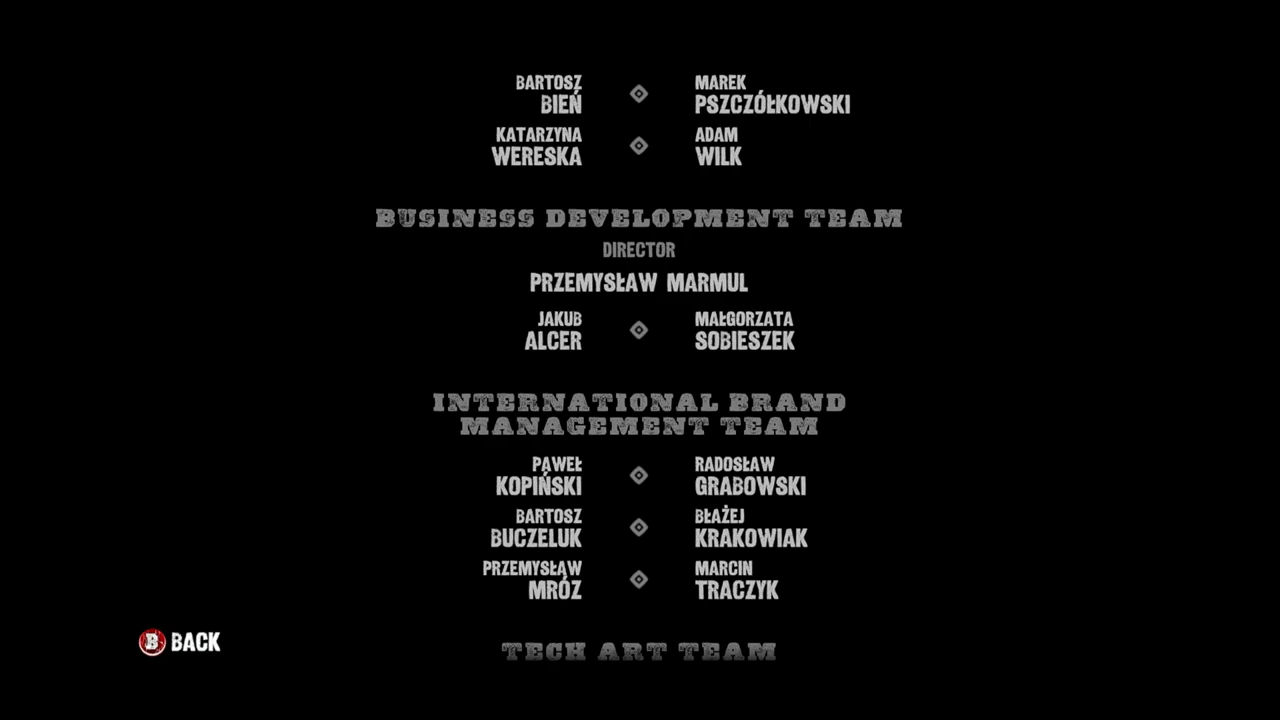 BARTOSZ MAREK
BIEŃ PSZCZÓŁKOWSKI
KATARZYNA ADAM
WERESKA WILK
BUSINESS DEVELOPMENT TEAM
DIRECTOR
PRZEMYSŁAW MARMUL
JAKUB MAŁGORZATA
ALCER SOBIESZEK
INTERNATIONAL BRAND
MANAGEMENT TEAM
PAWEŁ RADOSŁAW
KOPIŃSKI GRABOWSKI
BARTOSZ BŁAŻEJ
BUCZELUK KRAKOWIAK
PRZEMYSŁAW MARCIN
MRÓZ TRACZYK
B BACK
TECH ART TEAM